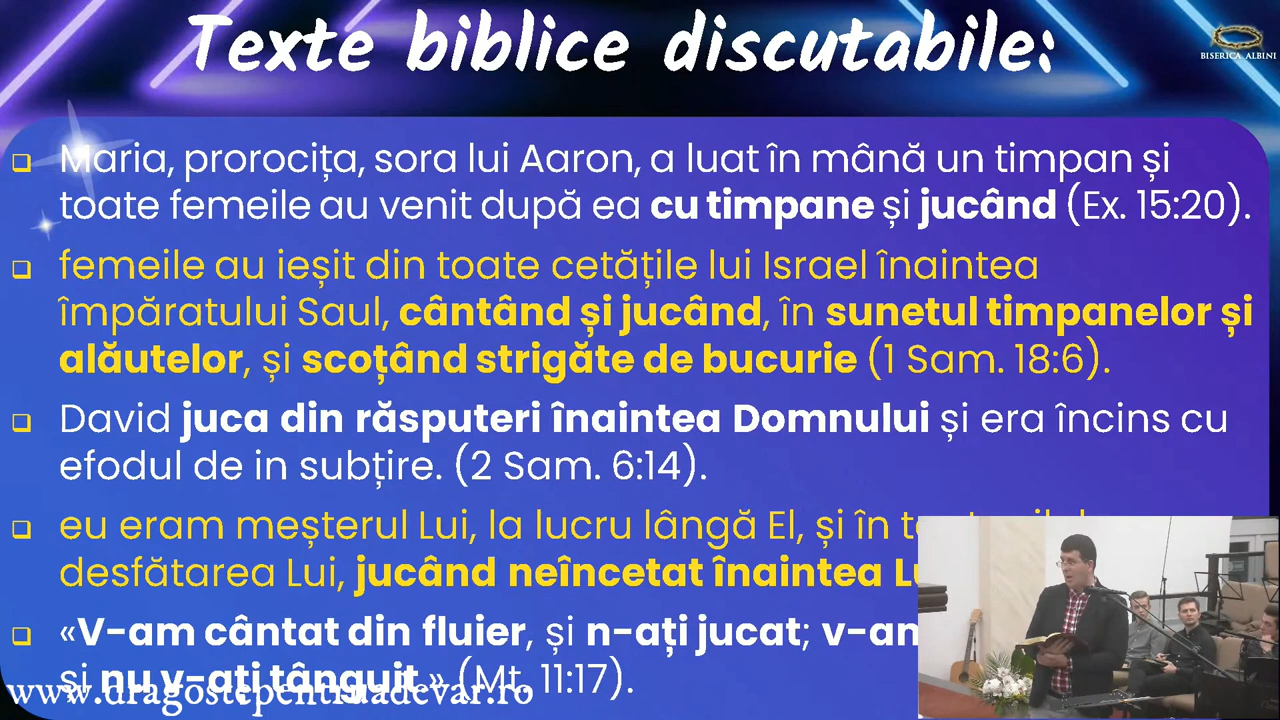 Texte biblice discutabile:
BISERICA ALBINI
Maria, prorocița, sora lui Aaron, a luat în mână un timpan și
toate femeile au venit după ea cu timpane și jucând (Ex. 15:20).
femeile au ieșit din toate cetățile lui Israel înaintea
împăratului Saul, cântând și jucând, în sunetul timpanelor și
alăutelor, și scoțând strigăte de bucurie (1 Sam. 18:6).
David juca din răsputeri înaintea Domnului și era încins cu
efodul de in subțire. (2 Sam. 6:14).
eu eram meșterul Lui, la lucru lângă El, și în
desfătarea Lui, jucând neîncetat înaintea
«V-am cântat din fluier, și n-ați jucat;
și nu v-ați tânguit.» (Mt. 11:17).
www.dragostepentruadevar.ro